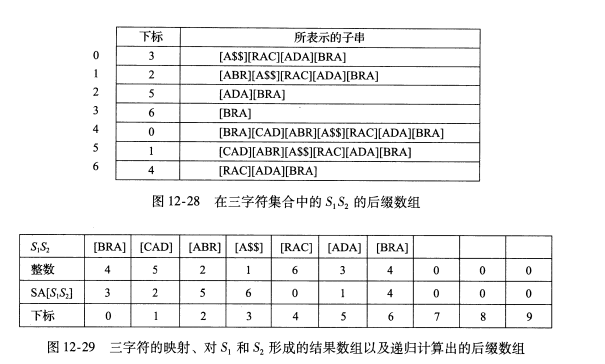 下标 所表示的子串
0 3 [A$$][RAC][ADA][BRA]
1 2 [ABR][A$$][RAC][ADA][BRA]
2 5 [ADA][BRA]
3 6 [BRA]
4 0 [BRA][CAD][ABR][A$$][RAC][ADA][BRA]
5 1 [CAD][ABR][A$$][RAC][ADA][BRA]
6 4 [RAC][ADA][BRA]
图 12-28 在三字符集合中的 S₁S₂ 的后缀数组
S₁S₂ [BRA] [CAD] [ABR] [A$$] [RAC] [ADA] [BRA]
整数 4 5 2 1 6 3 4 0 0 0
SA[S₁S₂] 3 2 5 6 0 1 4 0 0 0
下标 0 1 2 3 4 5 6 7 8 9
图 12-29 三字符的映射、对 S₁ 和 S₂ 形成的结果数组以及递归计算出的后缀数组